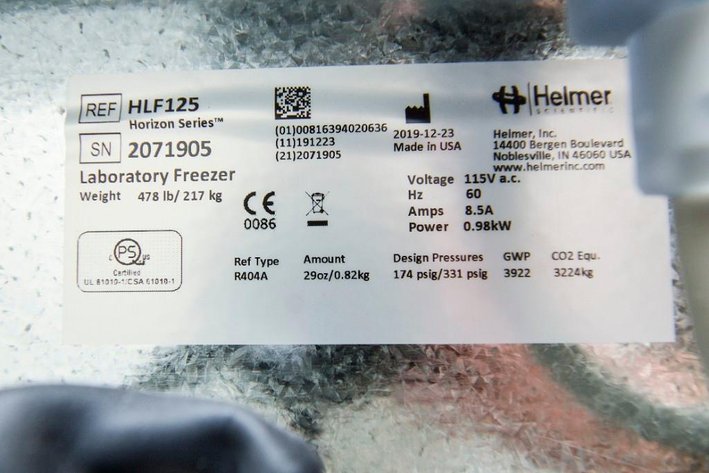 REF HLF125
Horizon Series™
SN 2071905
Laboratory Freezer
Weight 478 lb/ 217 kg
(01)00816394020636
(11)191223
(21)2071905
2019-12-23
Made in USA
Helmer
SCIENTIFIC
Helmer, Inc.
14400 Bergen Boulevard
Noblesville, IN 46060 USA
www.helmerinc.com
CE
0086
Voltage 115V a.c.
Hz 60
Amps 8.5A
Power 0.98kW
c PS us
Certified
UL 61010-1/CSA 61010-1
Ref Type Amount Design Pressures GWP CO2 Equ.
R404A 29oz/0.82kg 174 psig/331 psig 3922 3224kg